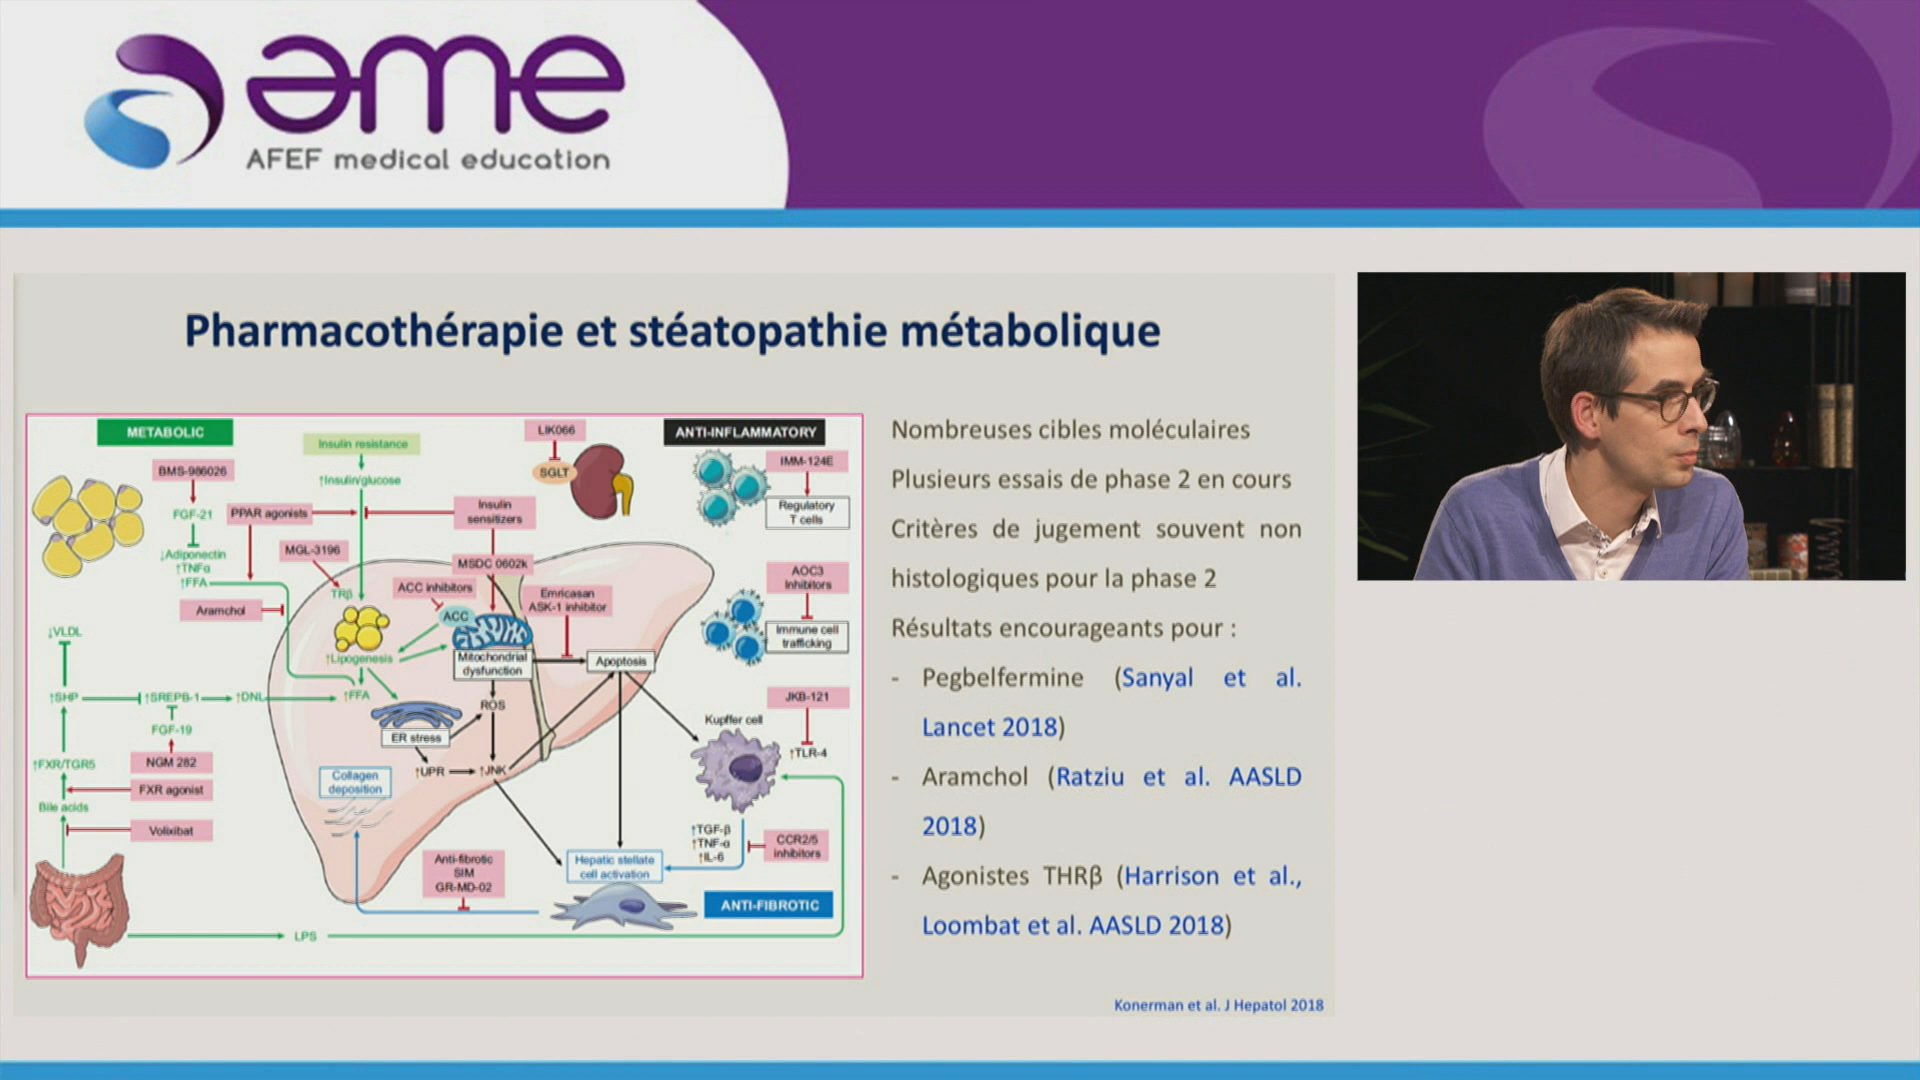 ame
AFEF medical education
Pharmacothérapie et stéatopathie métabolique
METABOLIC
Insulin resistance
LIK066
ANTI-INFLAMMATORY
BMS-986026
↑Insulin/glucose
SGLT
IMM-124E
FGF-21
PPAR agonists
Insulin
sensitizers
Regulatory
T cells
↓Adiponectin
↑TNFα
↑FFA
MGL-3196
MSDC 0602k
TRβ
ACC inhibitors
Emricasan
ASK-1 inhibitor
AOC3
Inhibitors
Aramchol
ACC
Immune cell
trafficking
↓VLDL
↑Lipogenesis
Mitochondrial
dysfunction
Apoptosis
↑SHP
↑SREPB-1
↑DNL
↑FFA
ROS
JKB-121
FGF-19
ER stress
Kupffer cell
↑TLR-4
↑FXR/TGR5
NGM 282
↑UPR
↑JNK
Collagen
deposition
FXR agonist
Bile acids
Volixibat
↑TGF-β
↑TNF-α
↑IL-6
CCR2/5
inhibitors
Anti-fibrotic
SIM
GR-MD-02
Hepatic stellate
cell activation
ANTI-FIBROTIC
LPS
Nombreuses cibles moléculaires
Plusieurs essais de phase 2 en cours
Critères de jugement souvent non
histologiques pour la phase 2
Résultats encourageants pour :
- Pegbelfermine (Sanyal et al.
Lancet 2018)
- Aramchol (Ratziu et al. AASLD
2018)
- Agonistes THRβ (Harrison et al.,
Loombat et al. AASLD 2018)
Konerman et al. J Hepatol 2018